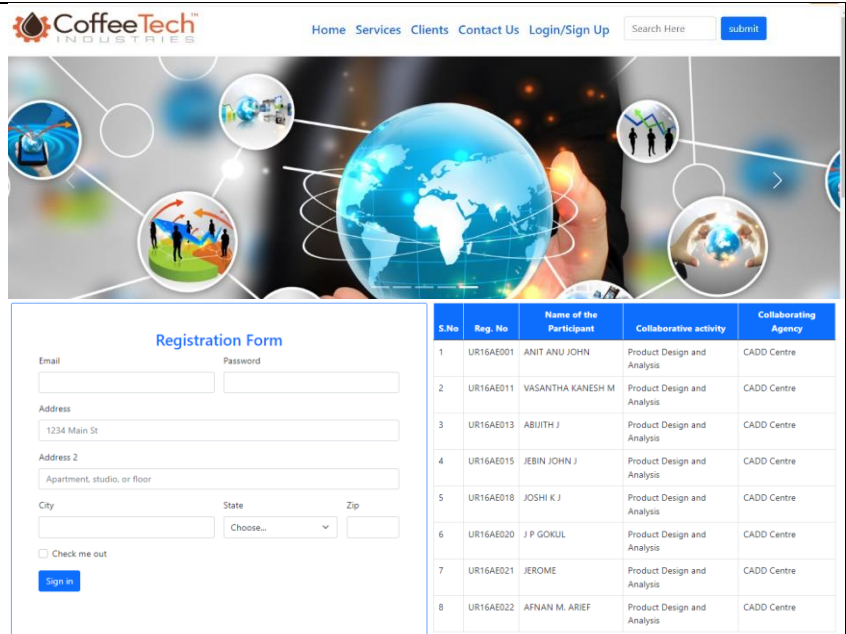 CoffeeTech™
INDUSTRIES
Home Services Clients Contact Us Login/Sign Up Search Here submit
Registration Form
Email Password
Address
1234 Main St
Address 2
Apartment, studio, or floor
City State Zip
Choose...
Check me out
Sign in
S.No Reg. No Name of the Participant Collaborative activity Collaborating Agency
1 UR16AE001 ANIT ANU JOHN Product Design and Analysis CADD Centre
2 UR16AE011 VASANTHA KANESH M Product Design and Analysis CADD Centre
3 UR16AE013 ABIJITH J Product Design and Analysis CADD Centre
4 UR16AE015 JEBIN JOHN J Product Design and Analysis CADD Centre
5 UR16AE018 JOSHI K J Product Design and Analysis CADD Centre
6 UR16AE020 J P GOKUL Product Design and Analysis CADD Centre
7 UR16AE021 JEROME Product Design and Analysis CADD Centre
8 UR16AE022 AFNAN M. ARIEF Product Design and Analysis CADD Centre